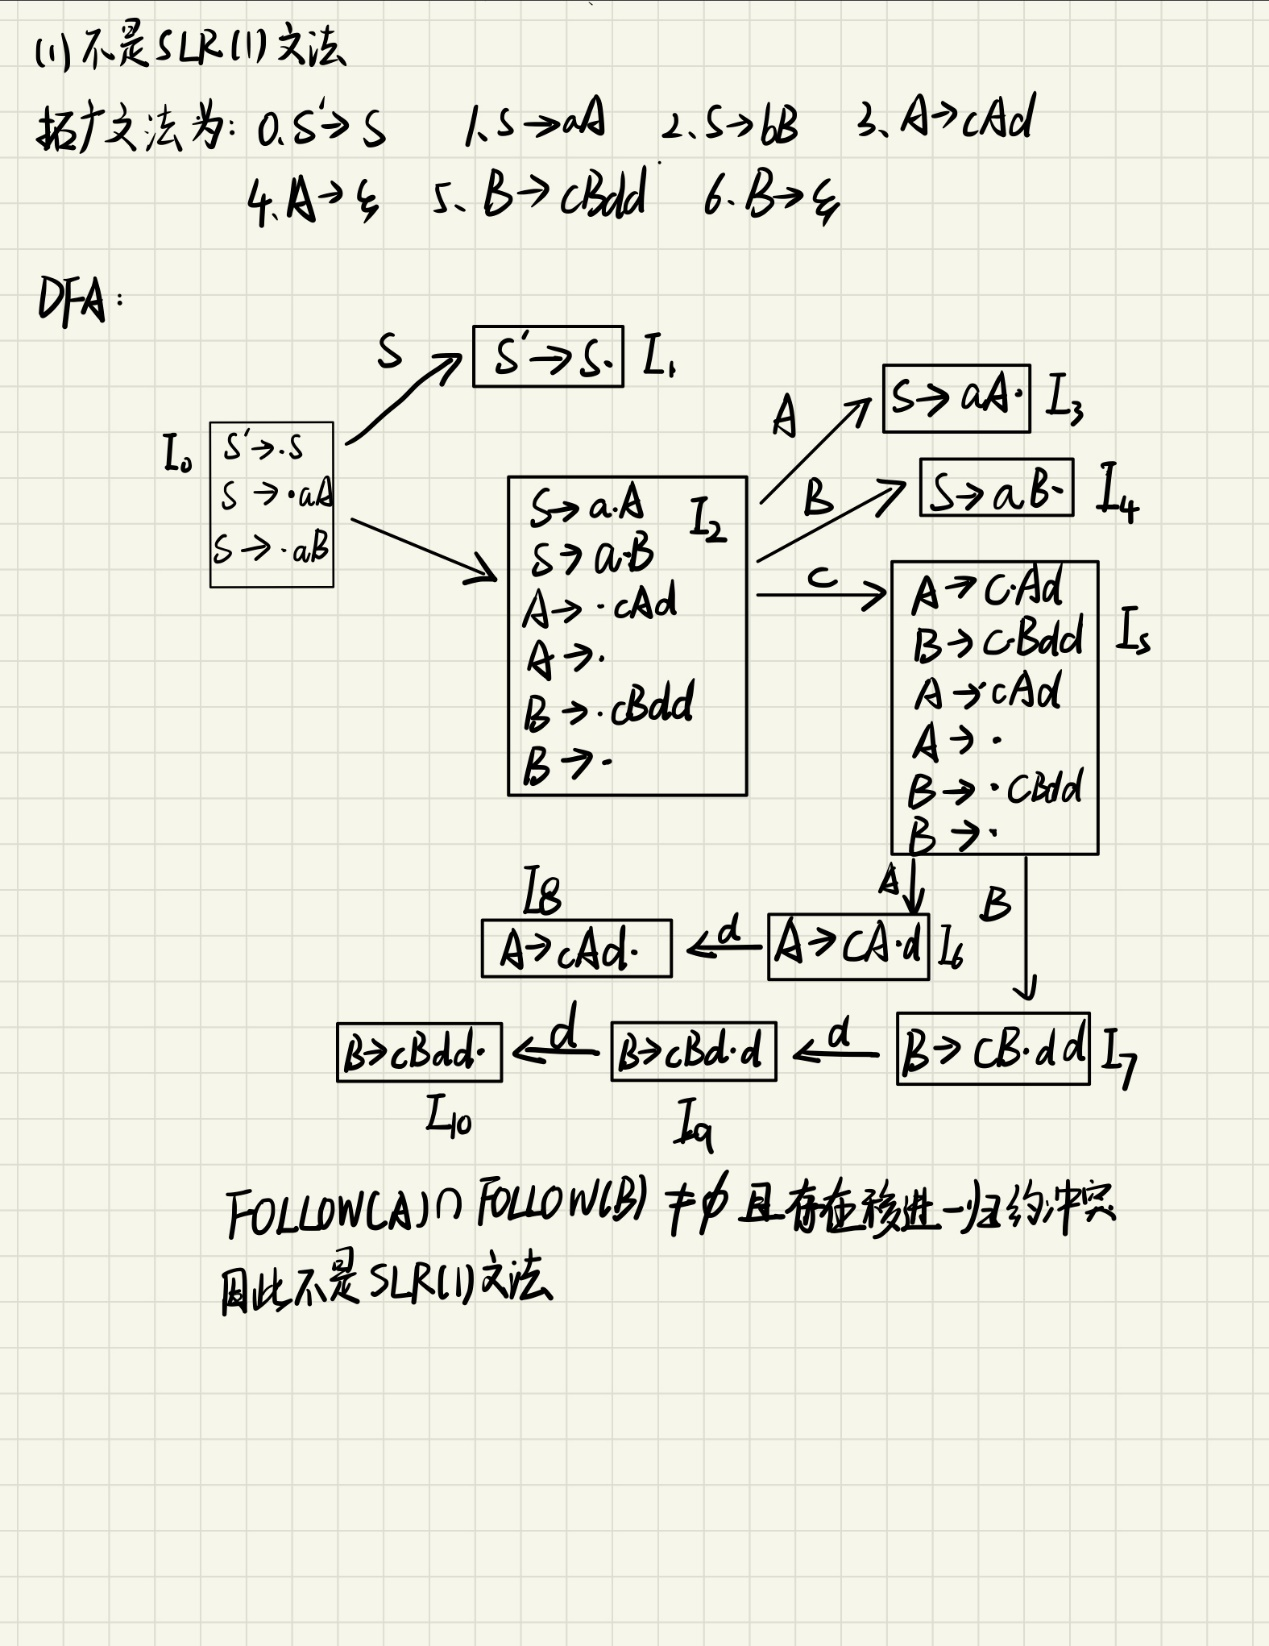 (1) 不是SLR(1)文法
拓广文法为: 0.S'→S 1.S→aA 2、S→bB 3、A→cAd
4.A→ξ 5、B→cBdd 6.B→ξ
DFA:
S
S'→S· I₁
I₀
S'→·S
S→·aA
S→·aB
A
S→aA· I₃
B
S→aB· I₄
S→a·A I₂
S→a·B
A→·cAd
A→·
B→·cBdd
B→·
c
A→c·Ad
B→c·Bdd I₅
A→·cAd
A→·
B→·cBdd
B→·
A
B
I8
A→cAd· d A→cA·d I₆
B→cBdd· d B→cBd·d d B→cB·dd I₇
I₁₀ I₉
FOLLOW(A)∩FOLLOW(B)≠∅且存在移进一归约冲突
因此不是SLR(1)文法